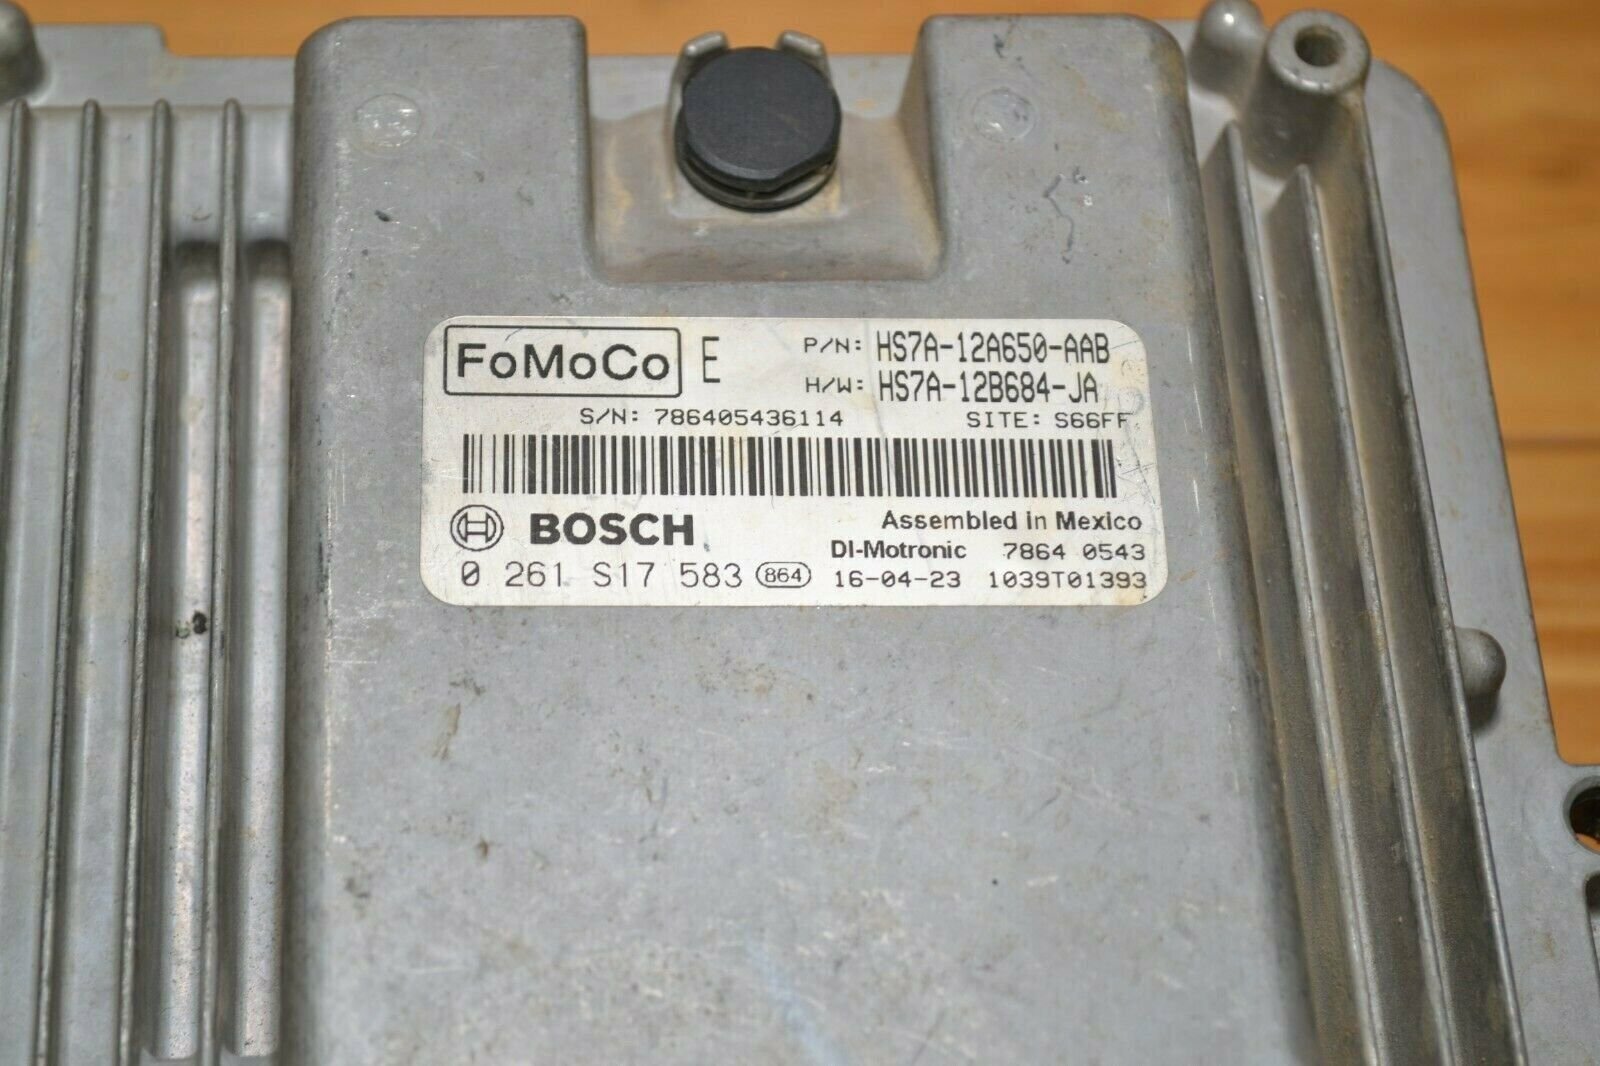 FoMoCo E P/N: HS7A-12A650-AAB
H/W: HS7A-12B684-JA
S/N: 786405436114 SITE: S66FF
BOSCH Assembled in Mexico
DI-Motronic 7864 0543
0 261 S17 583 864 16-04-23 1039T01393